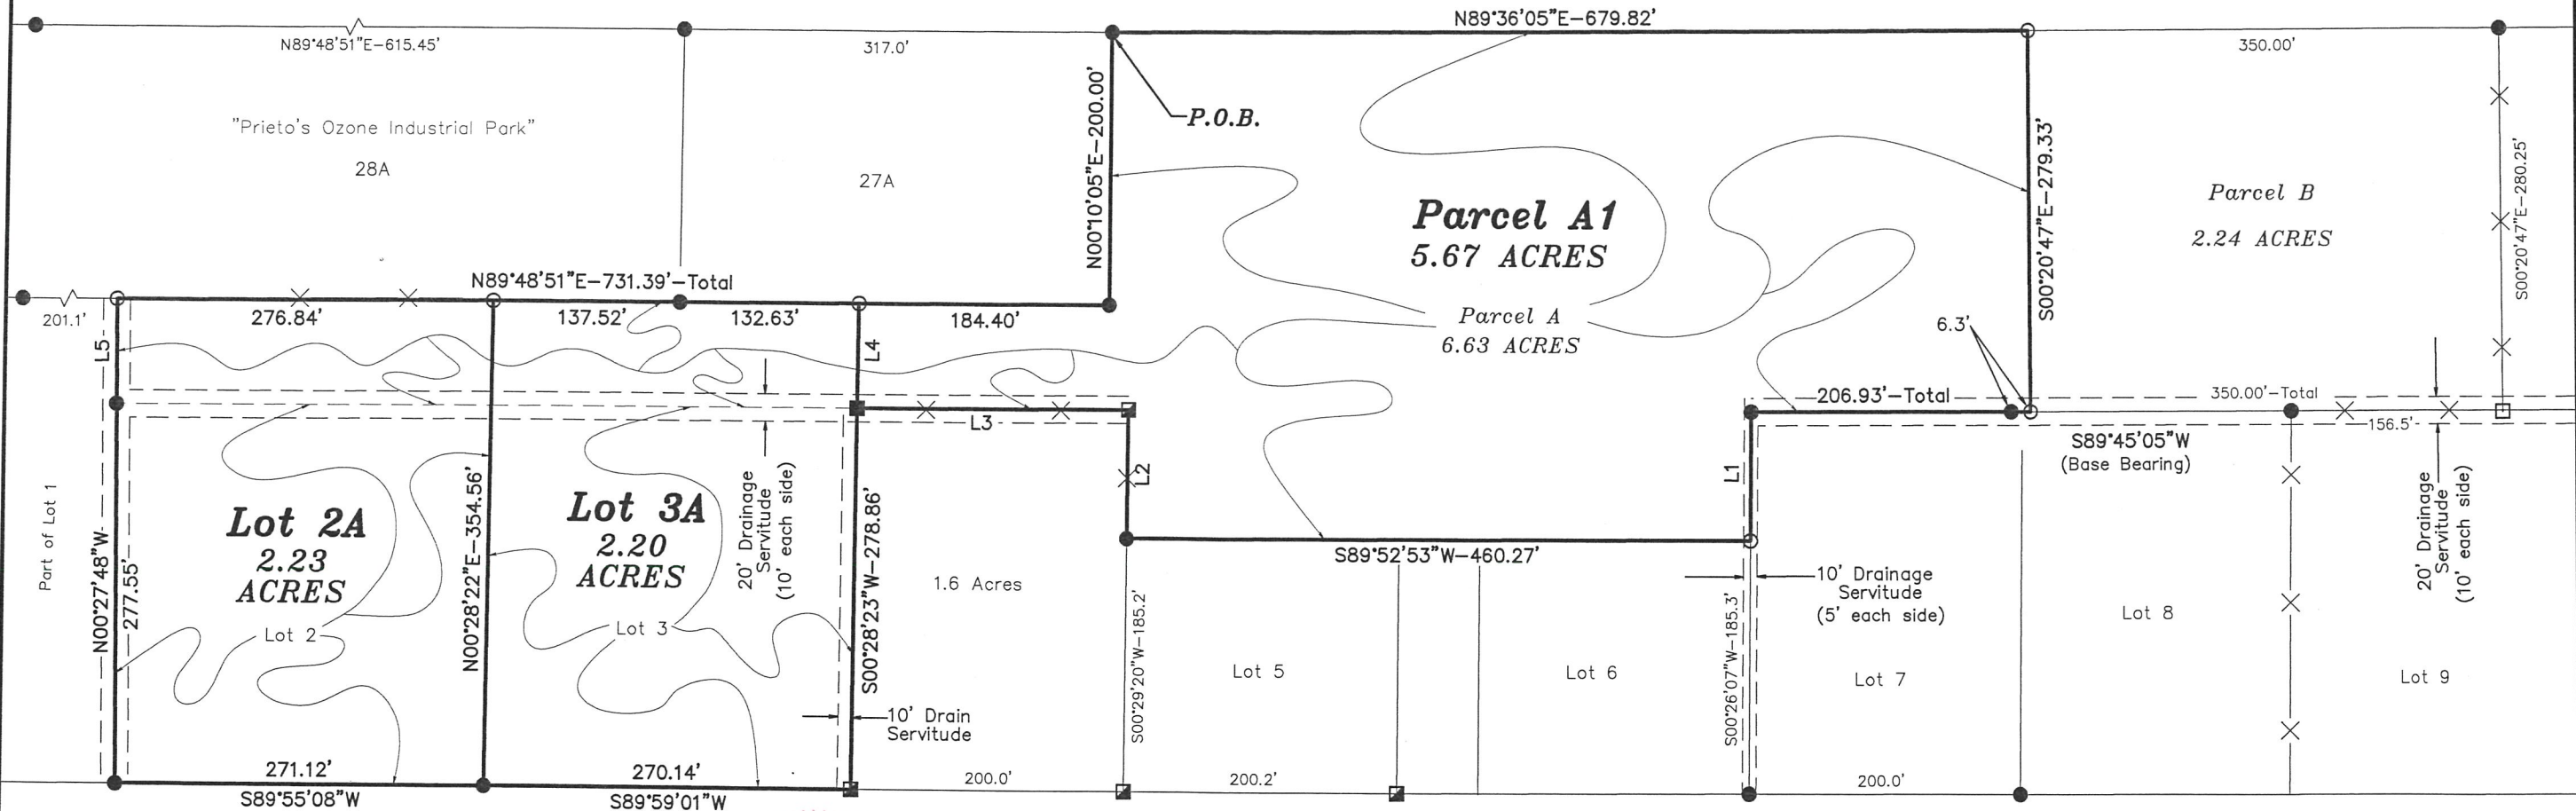 N89°36'05"E-679.82'
N89°48'51"E-615.45'
317.0'
350.00'
"Prieto's Ozone Industrial Park"
28A
27A
N00°10'05"E-200.00'
P.O.B.
Parcel A1
5.67 ACRES
Parcel A
6.63 ACRES
S00°20'47"E-279.33'
Parcel B
2.24 ACRES
S00°20'47"E-280.25'
N89°48'51"E-731.39'-Total
201.1'
276.84'
137.52'
132.63'
184.40'
L5
L4
6.3'
206.93'-Total
350.00'-Total
156.5'
S89°45'05"W
(Base Bearing)
L3
L2
L1
Part of Lot 1
N00°27'48"W
277.55'
Lot 2A
2.23
ACRES
Lot 2
N00°28'22"E-354.56'
Lot 3A
2.20
ACRES
Lot 3
20' Drainage
Servitude
(10' each side)
S00°28'23"W-278.86'
1.6 Acres
S89°52'53"W-460.27'
10' Drainage
Servitude
(5' each side)
20' Drainage
Servitude
(10' each side)
S00°29'20"W-185.2'
Lot 5
Lot 6
S00°26'07"W-185.3'
Lot 7
Lot 8
Lot 9
10' Drain
Servitude
271.12'
S89°55'08"W
270.14'
S89°59'01"W
200.0'
200.2'
200.0'